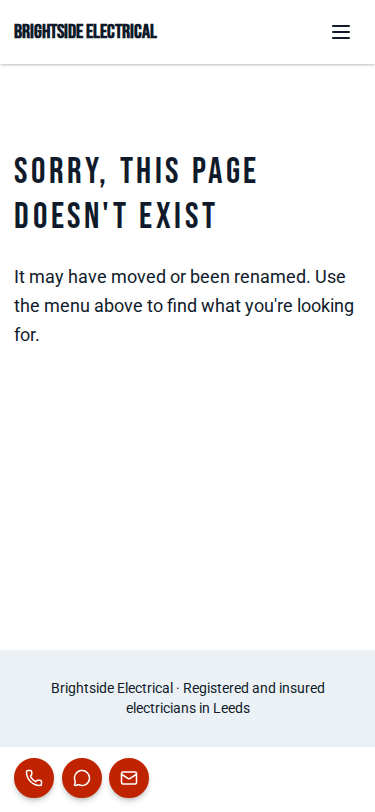 BRIGHTSIDE ELECTRICAL
SORRY, THIS PAGE
DOESN'T EXIST
It may have moved or been renamed. Use
the menu above to find what you're looking
for.
Brightside Electrical · Registered and insured
electricians in Leeds